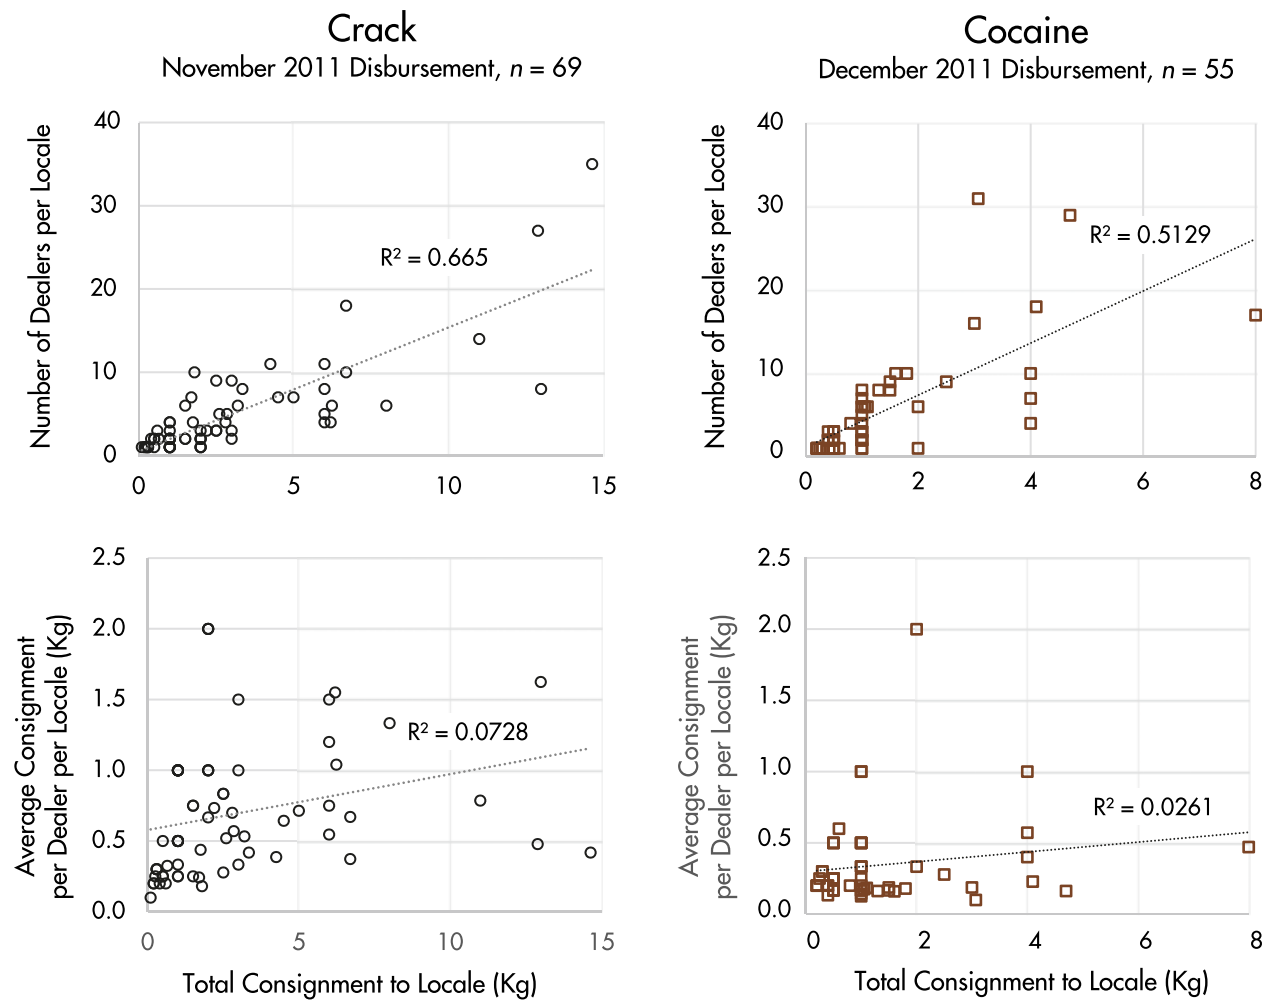 Crack
November 2011 Disbursement, n = 69
Number of Dealers per Locale
40
30
20
10
0
R² = 0.665
0 5 10 15
Cocaine
December 2011 Disbursement, n = 55
Number of Dealers per Locale
40
30
20
10
0
R² = 0.5129
0 2 4 6 8
Average Consignment
per Dealer per Locale (Kg)
2.5
2.0
1.5
1.0
0.5
0.0
R² = 0.0728
0 5 10 15
Total Consignment to Locale (Kg)
Average Consignment
per Dealer per Locale (Kg)
2.5
2.0
1.5
1.0
0.5
0.0
R² = 0.0261
0 2 4 6 8
Total Consignment to Locale (Kg)